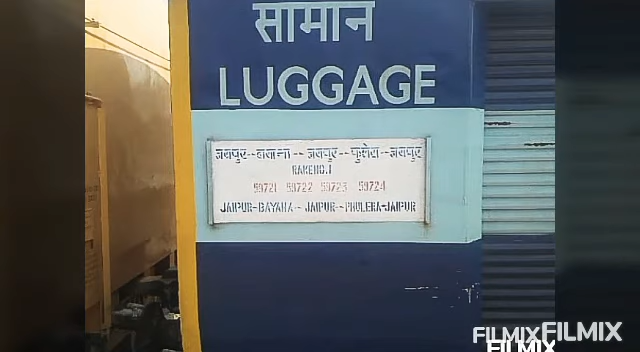 सामान
LUGGAGE
जयपुर--बयाना--जयपुर--फुलेरा--जयपुर
RAKE NO.1
59721 59722 59723 59724
JAIPUR-BAYANA--JAIPUR--PHULERA-JAIPUR
FILMIX FILMIX
FILMIX